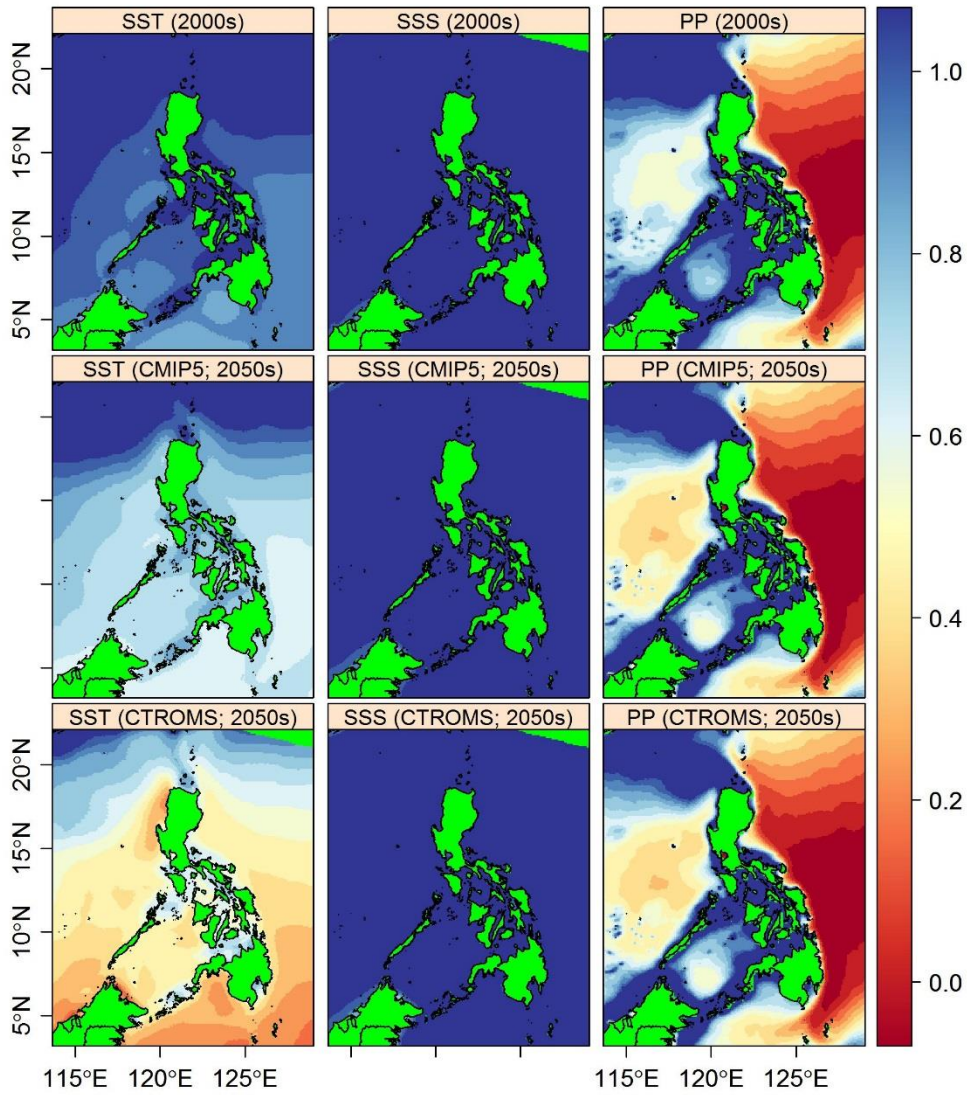 SST (2000s) SSS (2000s) PP (2000s)
20°N
15°N
10°N
5°N
SST (CMIP5; 2050s) SSS (CMIP5; 2050s) PP (CMIP5; 2050s)
SST (CTROMS; 2050s) SSS (CTROMS; 2050s) PP (CTROMS; 2050s)
20°N
15°N
10°N
5°N
115°E 120°E 125°E
115°E 120°E 125°E
1.0
0.8
0.6
0.4
0.2
0.0